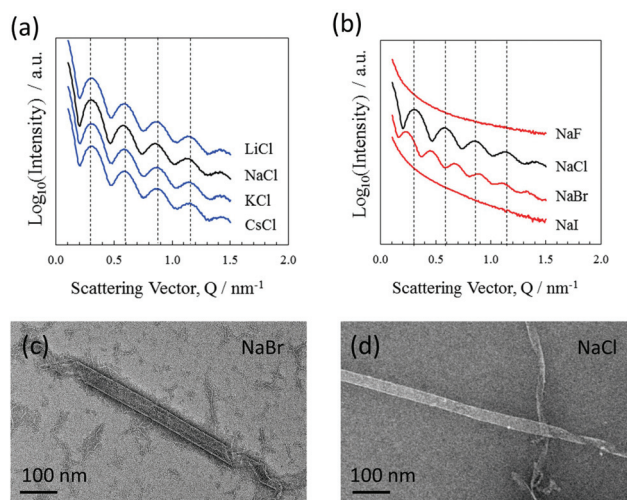 (a)
Log10(Intensity) / a.u.
LiCl
NaCl
KCl
CsCl
0.0 0.5 1.0 1.5 2.0
Scattering Vector, Q / nm-1
(b)
Log10(Intensity) / a.u.
NaF
NaCl
NaBr
NaI
0.0 0.5 1.0 1.5 2.0
Scattering Vector, Q / nm-1
(c) NaBr
100 nm
(d) NaCl
100 nm